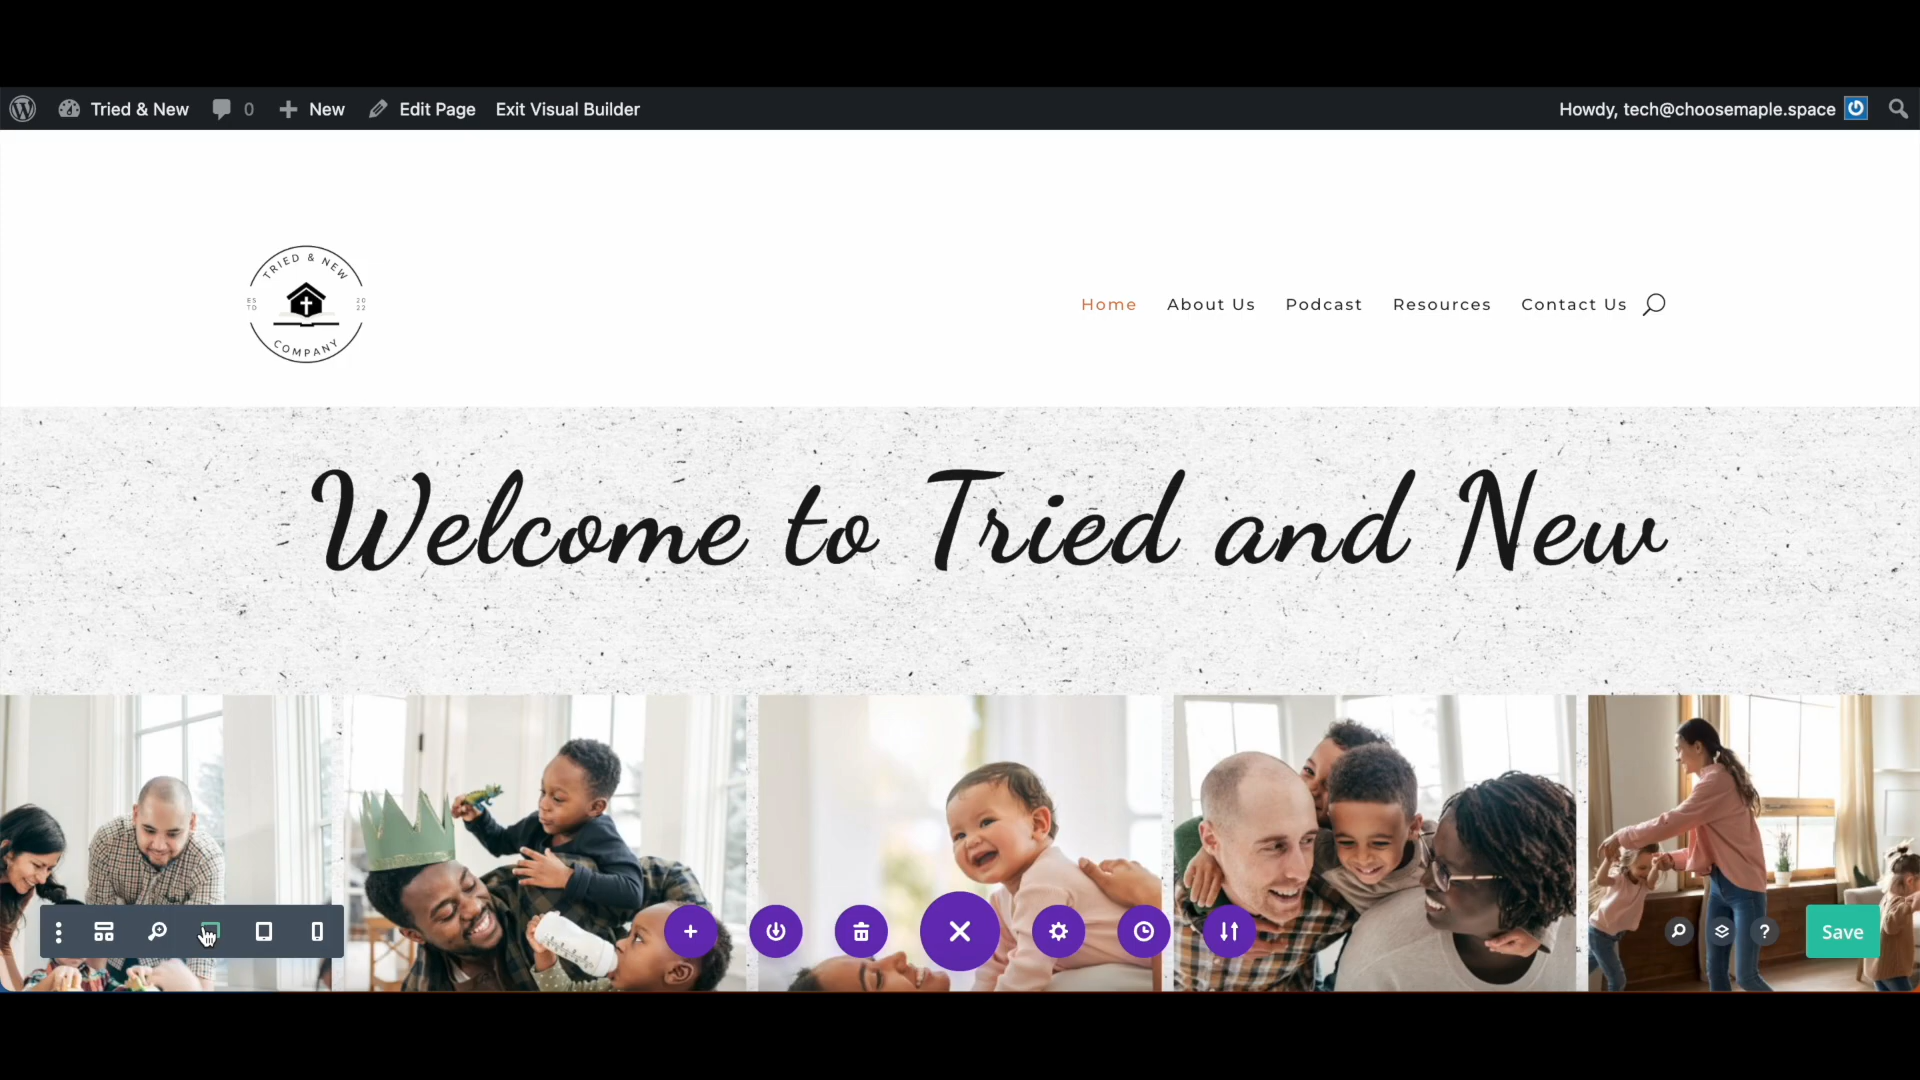 Tried & New 0 New Edit Page Exit Visual Builder Howdy, tech@choosemaple.space
TRIED & NEW
ES TD 20 22
COMPANY
Home About Us Podcast Resources Contact Us
Welcome to Tried and New
? Save